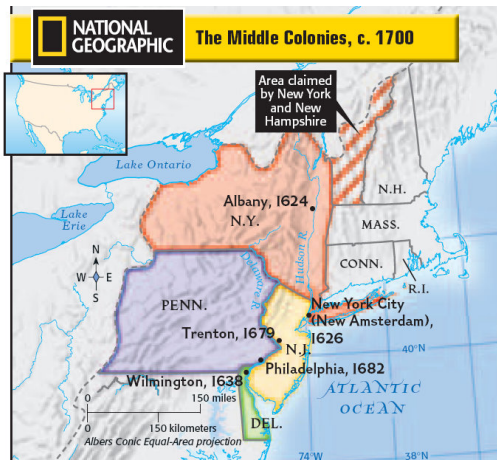 NATIONAL
GEOGRAPHIC
The Middle Colonies, c. 1700
Area claimed
by New York
and New
Hampshire
Lake Ontario
Lake
Erie
Albany, 1624
N.Y.
Hudson R.
N.H.
MASS.
CONN.
R.I.
N
W E
S
Delaware R.
PENN.
New York City
(New Amsterdam),
1626
Trenton, 1679
N.J.
40°N
Philadelphia, 1682
Wilmington, 1638
ATLANTIC
OCEAN
0 150 miles
0 150 kilometers
Albers Conic Equal-Area projection
DEL.
74°W
38°N